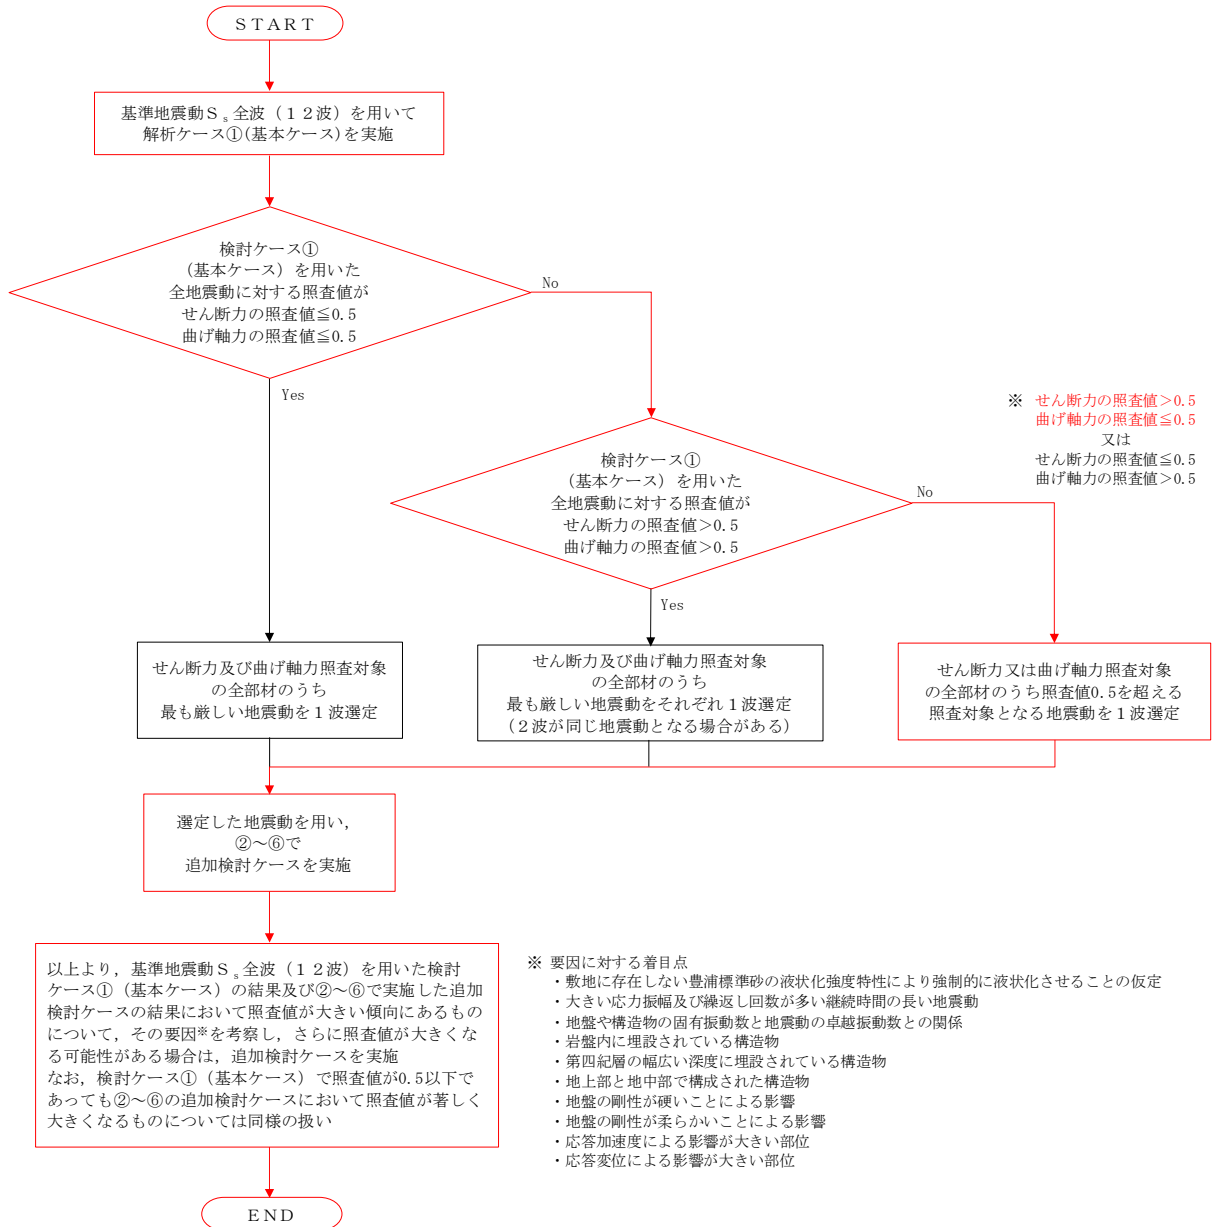 ＳＴＡＲＴ
基準地震動Ｓｓ全波（１２波）を用いて
解析ケース①(基本ケース)を実施
検討ケース①
（基本ケース）を用いた
全地震動に対する照査値が
せん断力の照査値≦0.5
曲げ軸力の照査値≦0.5
No
Yes
※ せん断力の照査値＞0.5
曲げ軸力の照査値≦0.5
又は
せん断力の照査値≦0.5
曲げ軸力の照査値＞0.5
検討ケース①
（基本ケース）を用いた
全地震動に対する照査値が
せん断力の照査値＞0.5
曲げ軸力の照査値＞0.5
No
Yes
せん断力及び曲げ軸力照査対象
の全部材のうち
最も厳しい地震動を１波選定
せん断力及び曲げ軸力照査対象
の全部材のうち
最も厳しい地震動をそれぞれ１波選定
（２波が同じ地震動となる場合がある）
せん断力又は曲げ軸力照査対象
の全部材のうち照査値0.5を超える
照査対象となる地震動を１波選定
選定した地震動を用い，
②～⑥で
追加検討ケースを実施
以上より，基準地震動Ｓｓ全波（１２波）を用いた検討
ケース①（基本ケース）の結果及び②～⑥で実施した追加
検討ケースの結果において照査値が大きい傾向にあるもの
について，その要因※を考察し，さらに照査値が大きくな
る可能性がある場合は，追加検討ケースを実施
なお，検討ケース①（基本ケース）で照査値が0.5以下で
あっても②～⑥の追加検討ケースにおいて照査値が著しく
大きくなるものについては同様の扱い
※ 要因に対する着目点
・敷地に存在しない豊浦標準砂の液状化強度特性により強制的に液状化させることの仮定
・大きい応力振幅及び繰返し回数が多い継続時間の長い地震動
・地盤や構造物の固有振動数と地震動の卓越振動数との関係
・岩盤内に埋設されている構造物
・第四紀層の幅広い深度に埋設されている構造物
・地上部と地中部で構成された構造物
・地盤の剛性が硬いことによる影響
・地盤の剛性が柔らかいことによる影響
・応答加速度による影響が大きい部位
・応答変位による影響が大きい部位
ＥＮＤ